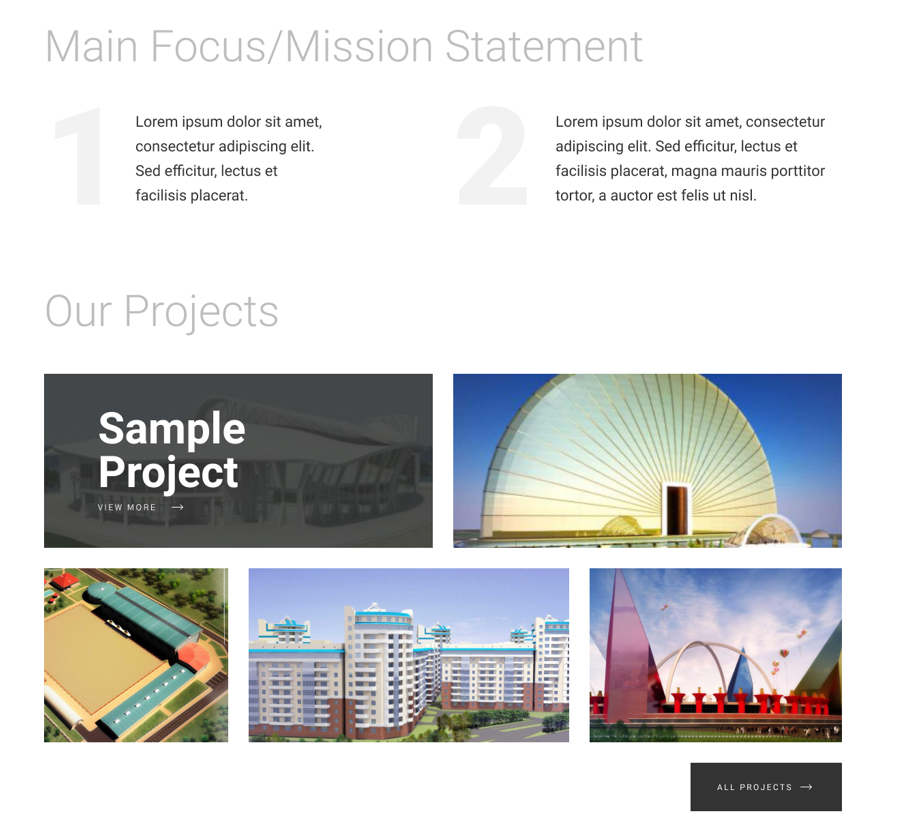 Main Focus/Mission Statement
1
Lorem ipsum dolor sit amet,
consectetur adipiscing elit.
Sed efficitur, lectus et
facilisis placerat.
2
Lorem ipsum dolor sit amet, consectetur
adipiscing elit. Sed efficitur, lectus et
facilisis placerat, magna mauris porttitor
tortor, a auctor est felis ut nisl.
Our Projects
Sample
Project
VIEW MORE →
ALL PROJECTS →